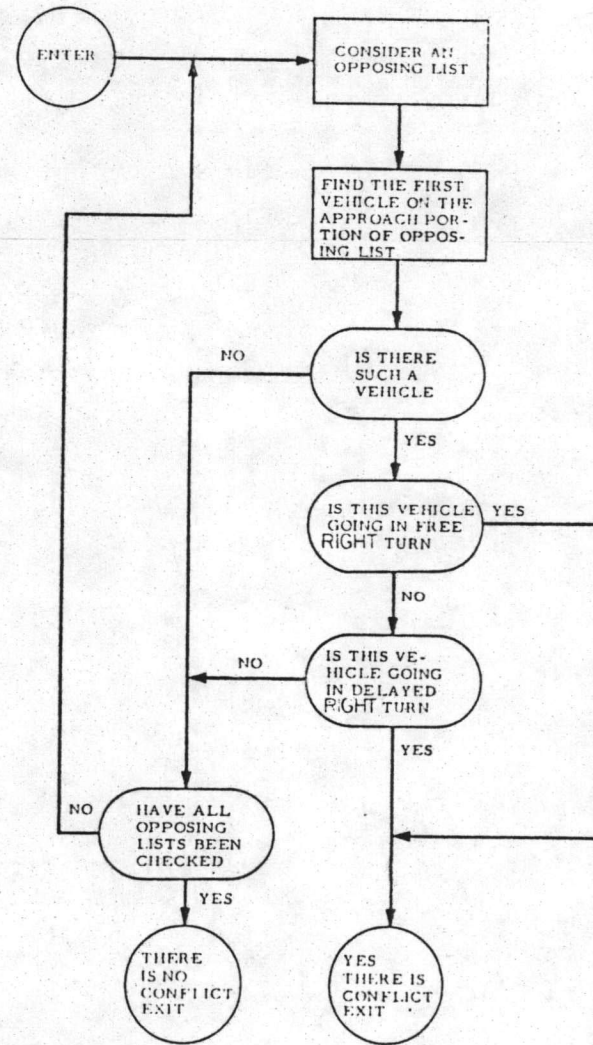 ENTER
CONSIDER AN
OPPOSING LIST
FIND THE FIRST
VEHICLE ON THE
APPROACH POR-
TION OF OPPOS-
ING LIST
NO
IS THERE
SUCH A
VEHICLE
YES
IS THIS VEHICLE
GOING IN FREE
RIGHT TURN
YES
NO
NO
IS THIS VE-
HICLE GOING
IN DELAYED
RIGHT TURN
YES
NO
HAVE ALL
OPPOSING
LISTS BEEN
CHECKED
YES
THERE
IS NO
CONFLICT
EXIT
YES
THERE IS
CONFLICT
EXIT